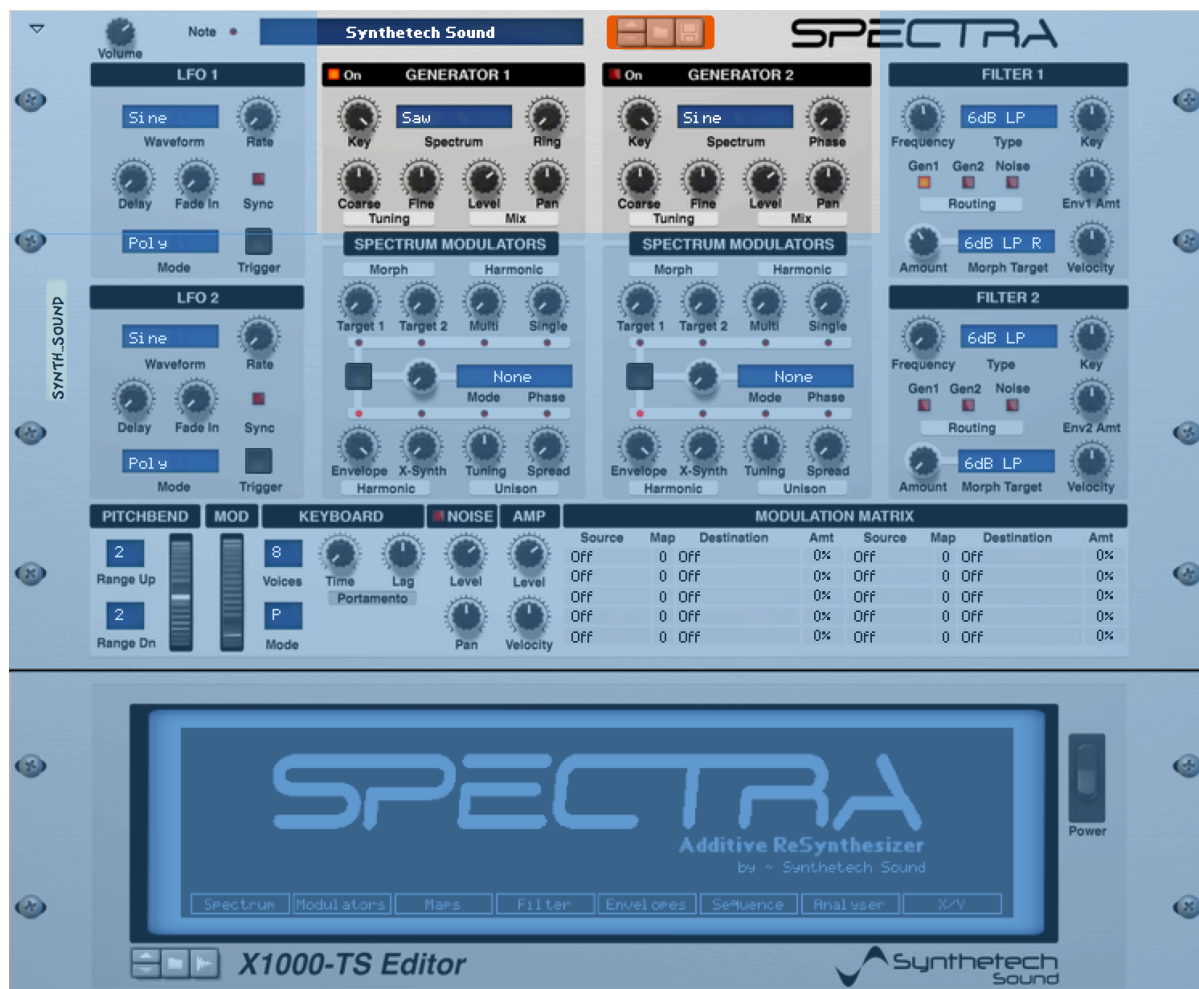 Volume
Note
Synthetech Sound
SPECTRA
LFO 1
Sine
Waveform
Rate
Delay
Fade In
Sync
Poly
Mode
Trigger
LFO 2
Sine
Waveform
Rate
Delay
Fade In
Sync
Poly
Mode
Trigger
SYNTH_SOUND
On
GENERATOR 1
Saw
Key
Spectrum
Ring
Coarse
Fine
Level
Pan
Tuning
Mix
SPECTRUM MODULATORS
Morph
Harmonic
Target 1
Target 2
Multi
Single
None
Mode
Phase
Envelope
X-Synth
Tuning
Spread
Harmonic
Unison
On
GENERATOR 2
Sine
Key
Spectrum
Phase
Coarse
Fine
Level
Pan
Tuning
Mix
SPECTRUM MODULATORS
Morph
Harmonic
Target 1
Target 2
Multi
Single
None
Mode
Phase
Envelope
X-Synth
Tuning
Spread
Harmonic
Unison
FILTER 1
6dB LP
Frequency
Type
Key
Gen1
Gen2
Noise
Routing
Env1 Amt
6dB LP R
Amount
Morph Target
Velocity
FILTER 2
6dB LP
Frequency
Type
Key
Gen1
Gen2
Noise
Routing
Env2 Amt
6dB LP
Amount
Morph Target
Velocity
PITCHBEND
2
Range Up
2
Range Dn
MOD
KEYBOARD
8
Voices
Time
Lag
Portamento
P
Mode
NOISE
Level
Pan
AMP
Level
Velocity
MODULATION MATRIX
Source Map Destination Amt Source Map Destination Amt
Off 0 Off 0% Off 0 Off 0%
Off 0 Off 0% Off 0 Off 0%
Off 0 Off 0% Off 0 Off 0%
Off 0 Off 0% Off 0 Off 0%
Off 0 Off 0% Off 0 Off 0%
SPECTRA
Additive ReSynthesizer
by ~ Synthetech Sound
Spectrum Modulators Maps Filter Envelopes Sequence Analyser X/Y
Power
X1000-TS Editor
Synthetech
Sound